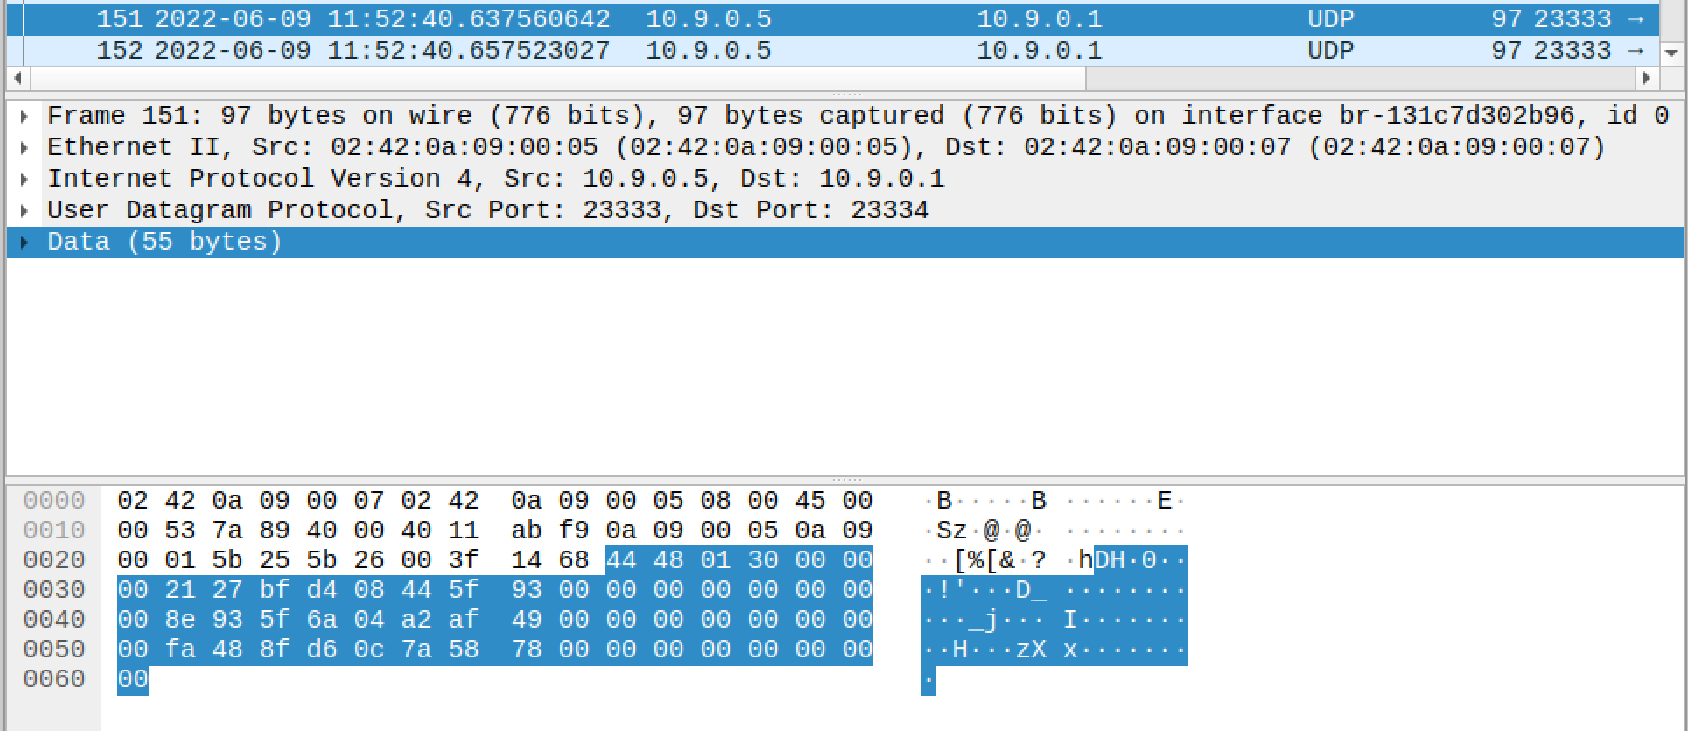 151 2022-06-09 11:52:40.637560642 10.9.0.5 10.9.0.1 UDP 97 23333 →
152 2022-06-09 11:52:40.657523027 10.9.0.5 10.9.0.1 UDP 97 23333 →
Frame 151: 97 bytes on wire (776 bits), 97 bytes captured (776 bits) on interface br-131c7d302b96, id 0
Ethernet II, Src: 02:42:0a:09:00:05 (02:42:0a:09:00:05), Dst: 02:42:0a:09:00:07 (02:42:0a:09:00:07)
Internet Protocol Version 4, Src: 10.9.0.5, Dst: 10.9.0.1
User Datagram Protocol, Src Port: 23333, Dst Port: 23334
Data (55 bytes)
0000 02 42 0a 09 00 07 02 42 0a 09 00 05 08 00 45 00 ·B·····B ······E·
0010 00 53 7a 89 40 00 40 11 ab f9 0a 09 00 05 0a 09 ·Sz·@·@· ········
0020 00 01 5b 25 5b 26 00 3f 14 68 44 48 01 30 00 00 ··[%[&·? ·hDH·0··
0030 00 21 27 bf d4 08 44 5f 93 00 00 00 00 00 00 00 ·!'···D_ ········
0040 00 8e 93 5f 6a 04 a2 af 49 00 00 00 00 00 00 00 ···_j··· I·······
0050 00 fa 48 8f d6 0c 7a 58 78 00 00 00 00 00 00 00 ··H···zX x·······
0060 00 ·